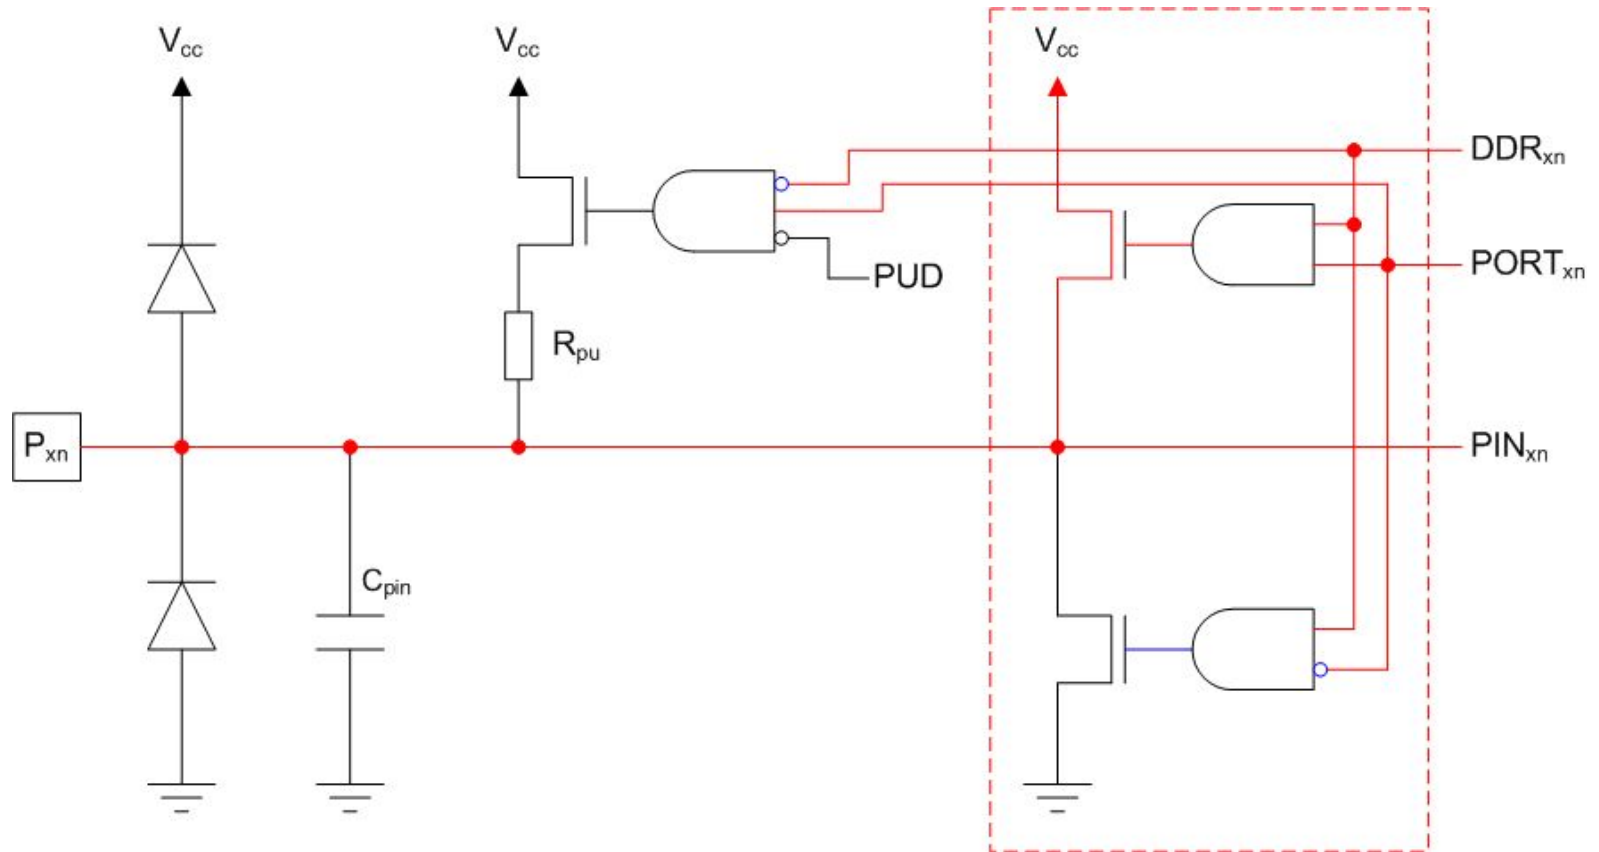 Vcc
Vcc
Vcc
DDRxn
PUD
PORTxn
Rpu
Pxn
PINxn
Cpin